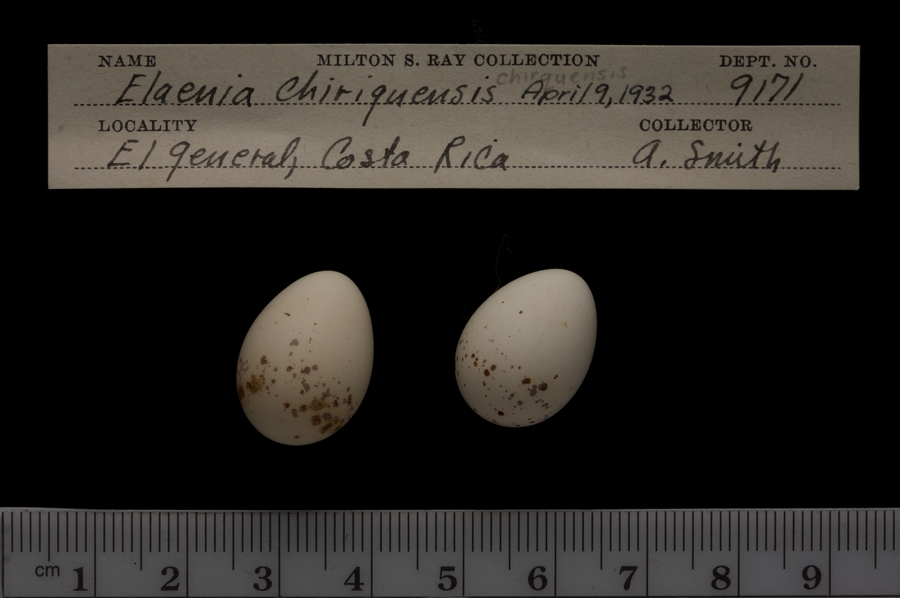 NAME MILTON S. RAY COLLECTION DEPT. NO.
chirquensis
Elaenia Chiriquensis April 9, 1932 9171
LOCALITY COLLECTOR
El General, Costa Rica A. Smith
cm 1 2 3 4 5 6 7 8 9